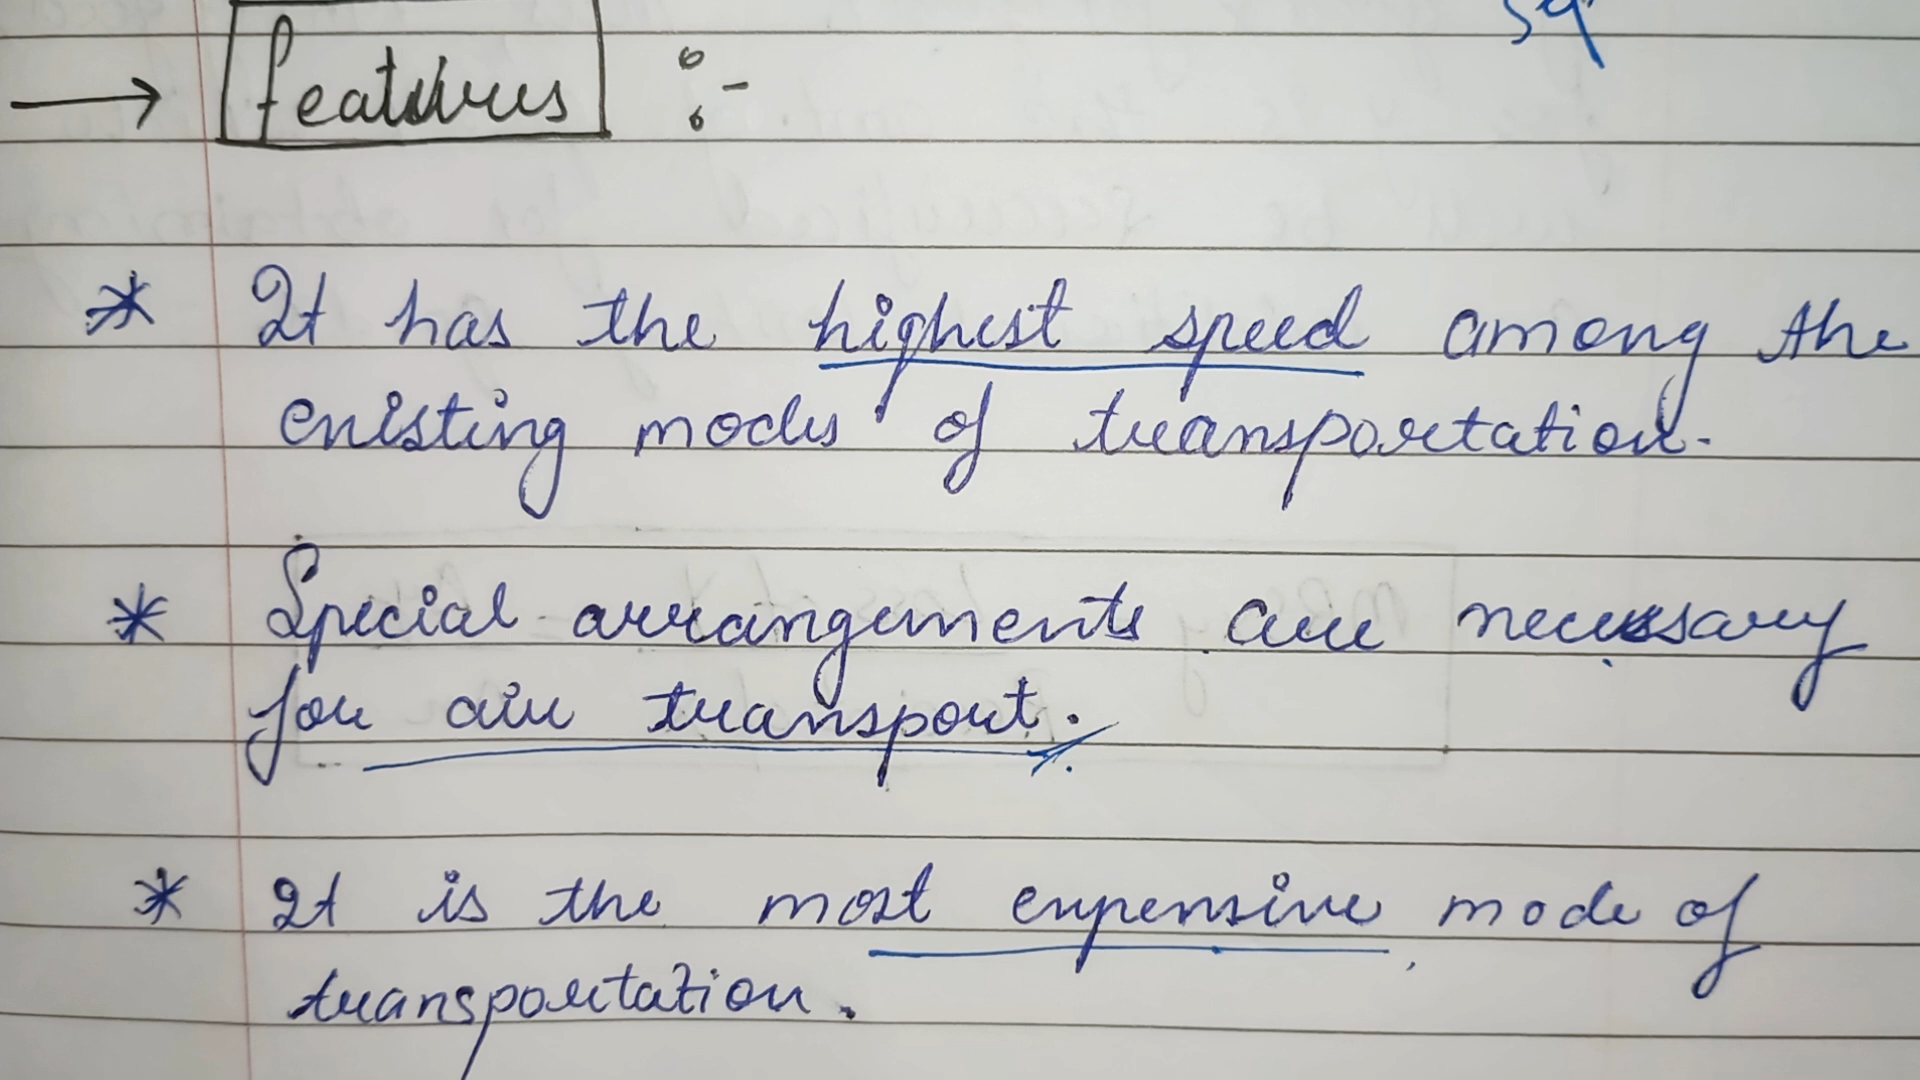 → features :-
* It has the highest speed among the
existing modes of transportation.
* Special arrangements are necessary
for air transport.
* It is the most expensive mode of
transportation.